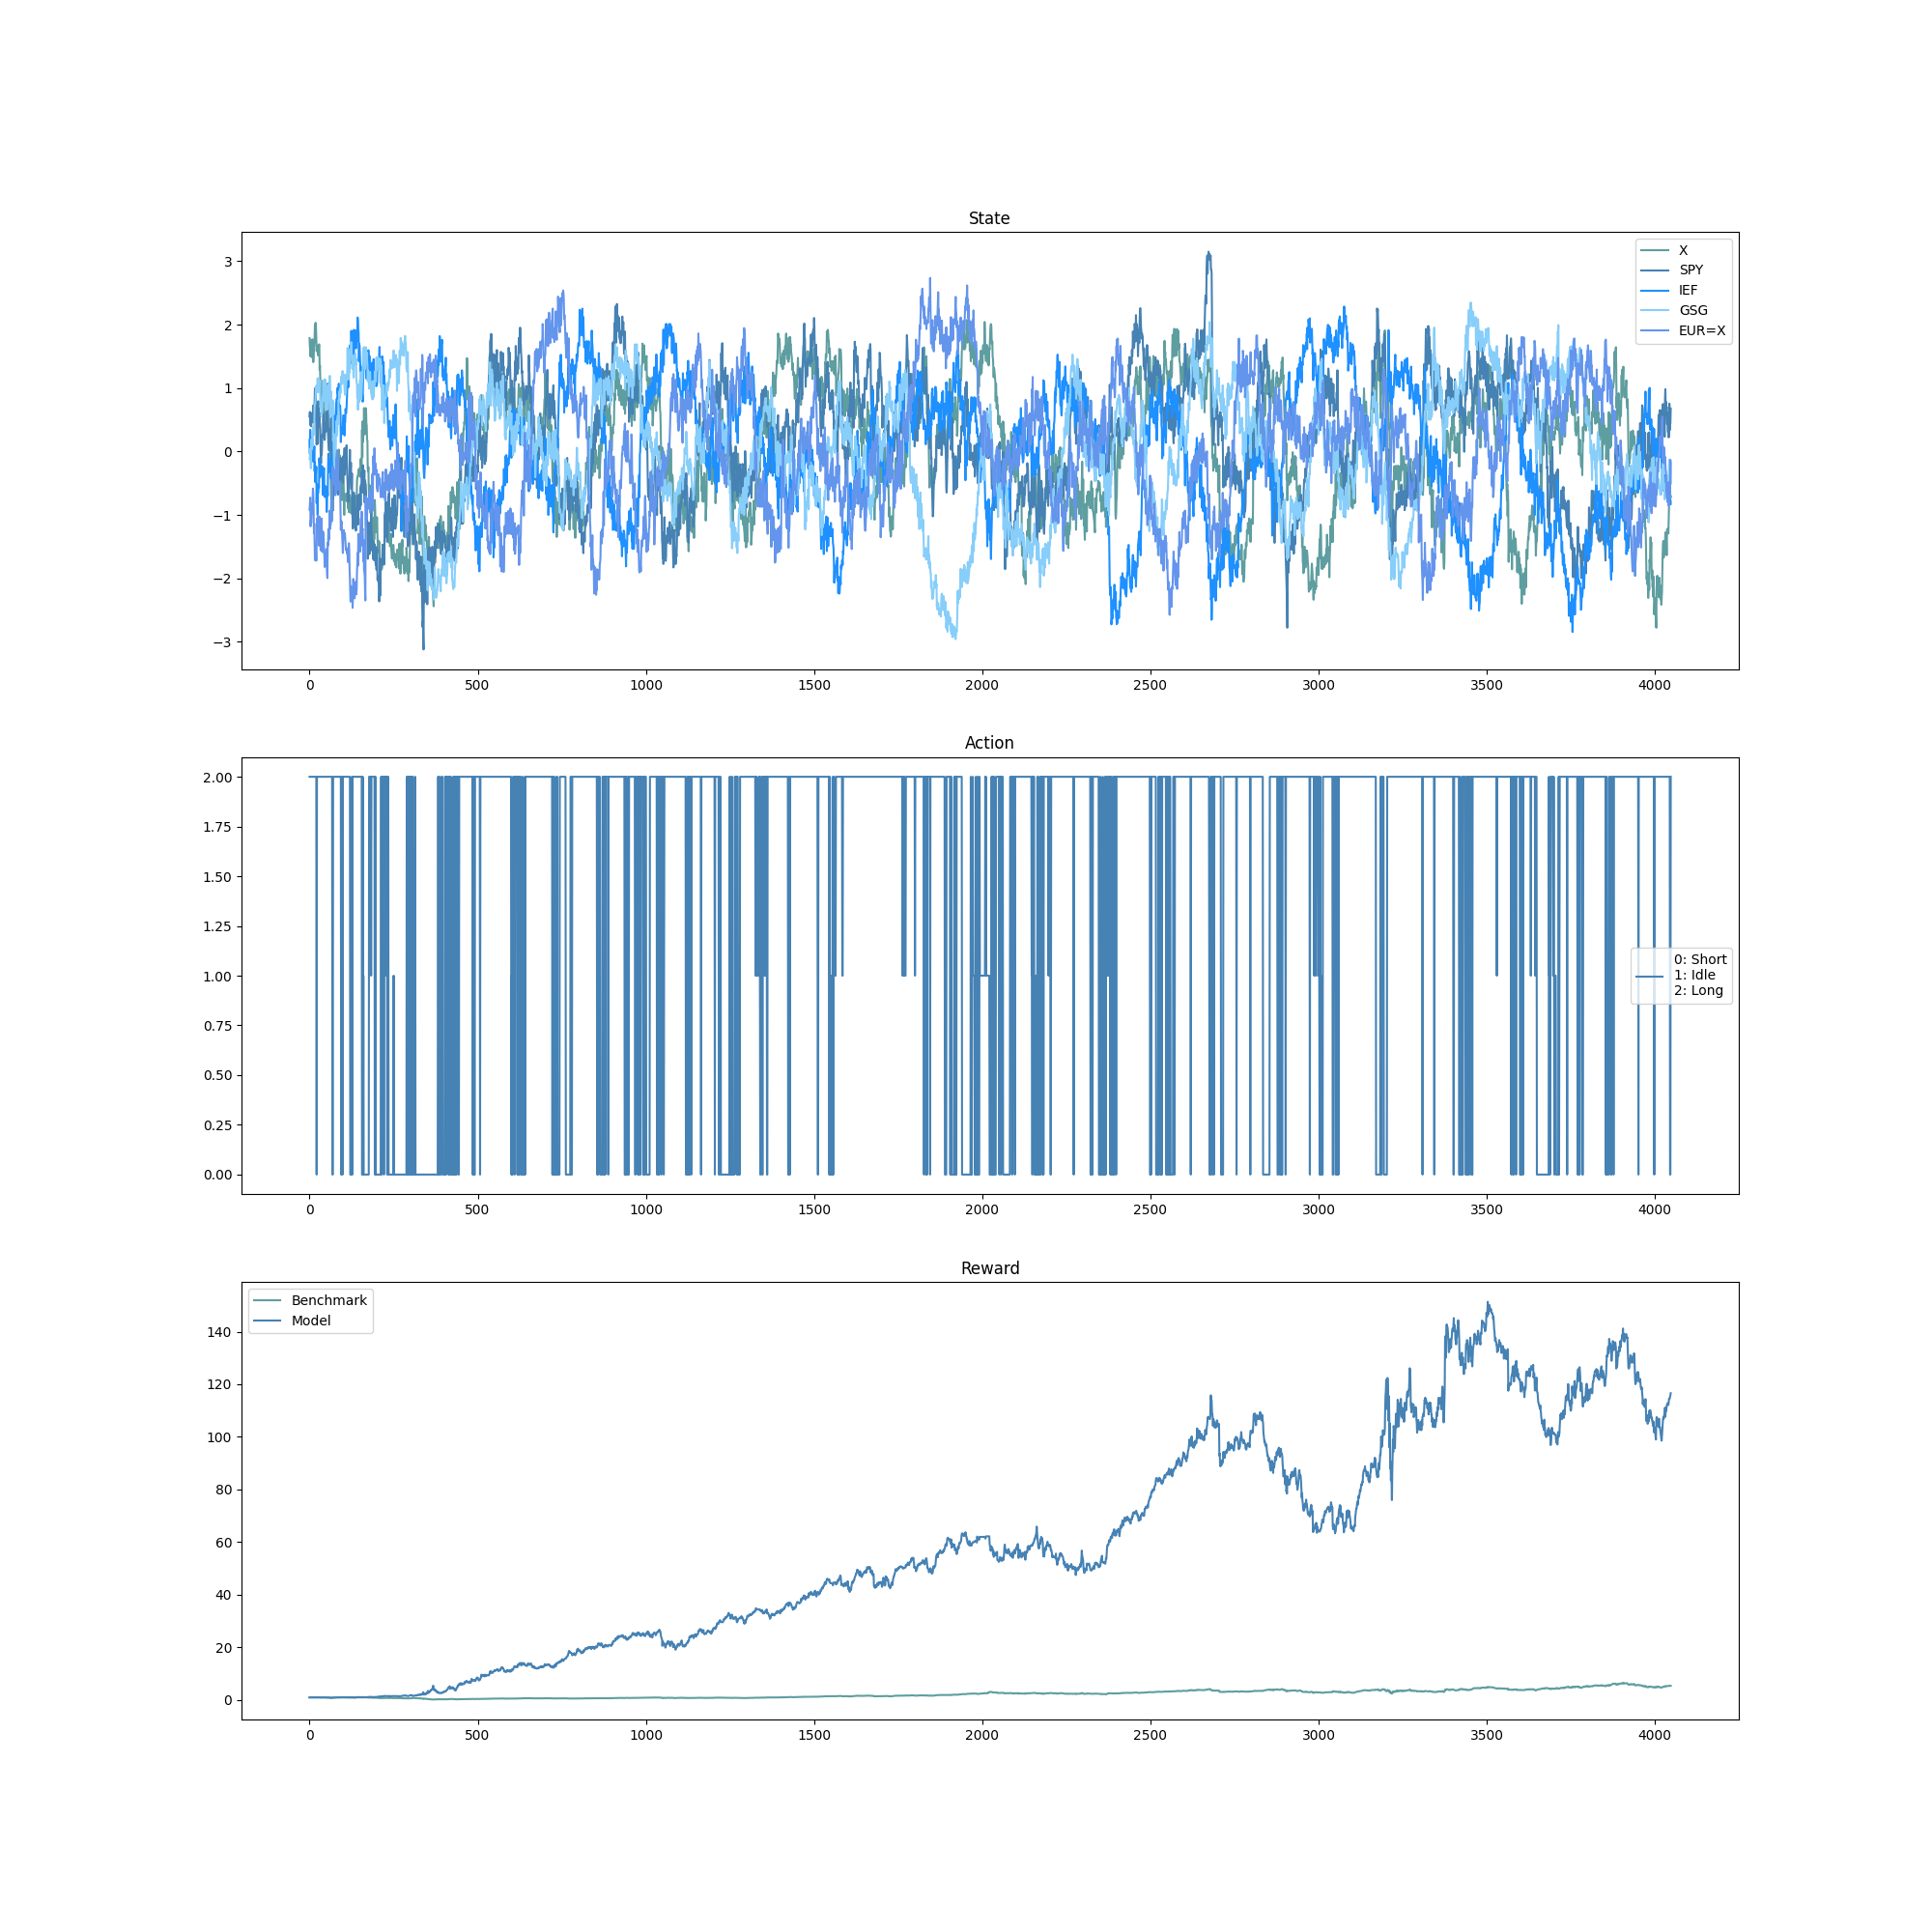 State
3
2
1
0
−1
−2
−3
X
SPY
IEF
GSG
EUR=X
0 500 1000 1500 2000 2500 3000 3500 4000
Action
2.00
1.75
1.50
1.25
1.00
0.75
0.50
0.25
0.00
0: Short
1: Idle
2: Long
0 500 1000 1500 2000 2500 3000 3500 4000
Reward
Benchmark
Model
140
120
100
80
60
40
20
0
0 500 1000 1500 2000 2500 3000 3500 4000